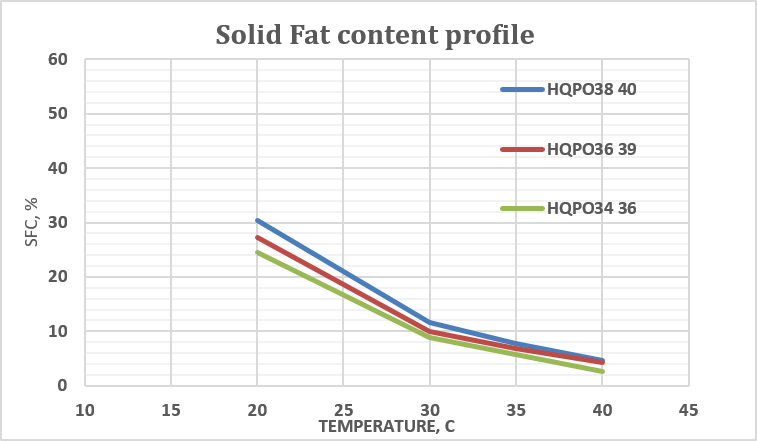 Solid Fat content profile
60
50
40
30
20
10
0
SFC, %
HQPO38 40
HQPO36 39
HQPO34 36
10 15 20 25 30 35 40 45
TEMPERATURE, C